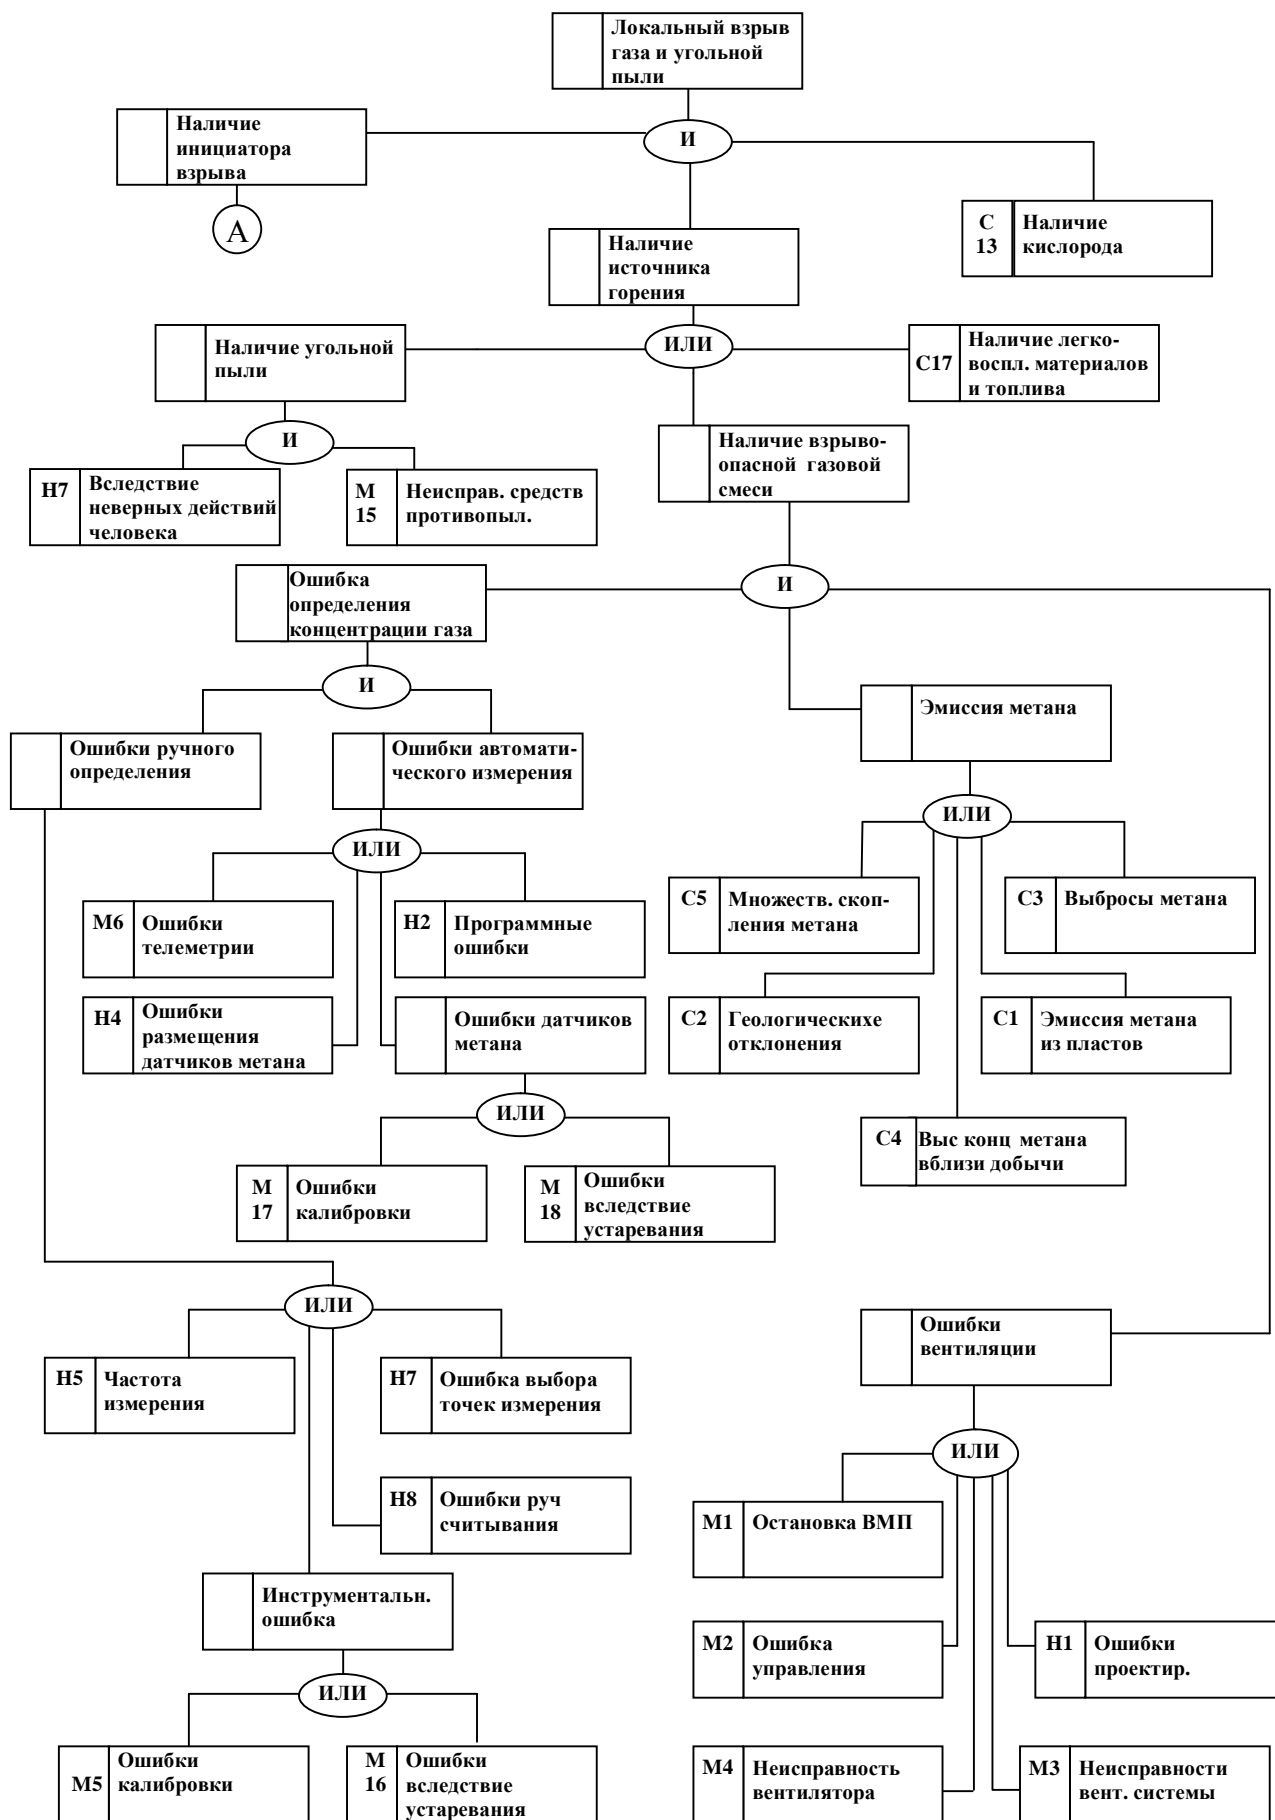 Локальный взрыв
газа и угольной
пыли
Наличие
инициатора
взрыва
И
А
С
13
Наличие
кислорода
Наличие
источника
горения
Наличие угольной
пыли
ИЛИ
С17
Наличие легко-
воспл. материалов
и топлива
И
Наличие взрыво-
опасной газовой
смеси
Н7
Вследствие
неверных действий
человека
М
15
Неисправ. средств
противопыл.
Ошибка
определения
концентрации газа
И
И
Эмиссия метана
Ошибки ручного
определения
Ошибки автомати-
ческого измерения
ИЛИ
ИЛИ
М6
Ошибки
телеметрии
Н2
Программные
ошибки
С5
Множеств. скоп-
ления метана
С3
Выбросы метана
Н4
Ошибки
размещения
датчиков метана
Ошибки датчиков
метана
С2
Геологическихе
отклонения
С1
Эмиссия метана
из пластов
ИЛИ
С4
Выс конц метана
вблизи добычи
М
17
Ошибки
калибровки
М
18
Ошибки
вследствие
устаревания
ИЛИ
Ошибки
вентиляции
Н5
Частота
измерения
Н7
Ошибка выбора
точек измерения
ИЛИ
Н8
Ошибки руч
считывания
М1
Остановка ВМП
Инструментальн.
ошибка
М2
Ошибка
управления
Н1
Ошибки
проектир.
ИЛИ
М5
Ошибки
калибровки
М
16
Ошибки
вследствие
устаревания
М4
Неисправность
вентилятора
М3
Неисправности
вент. системы